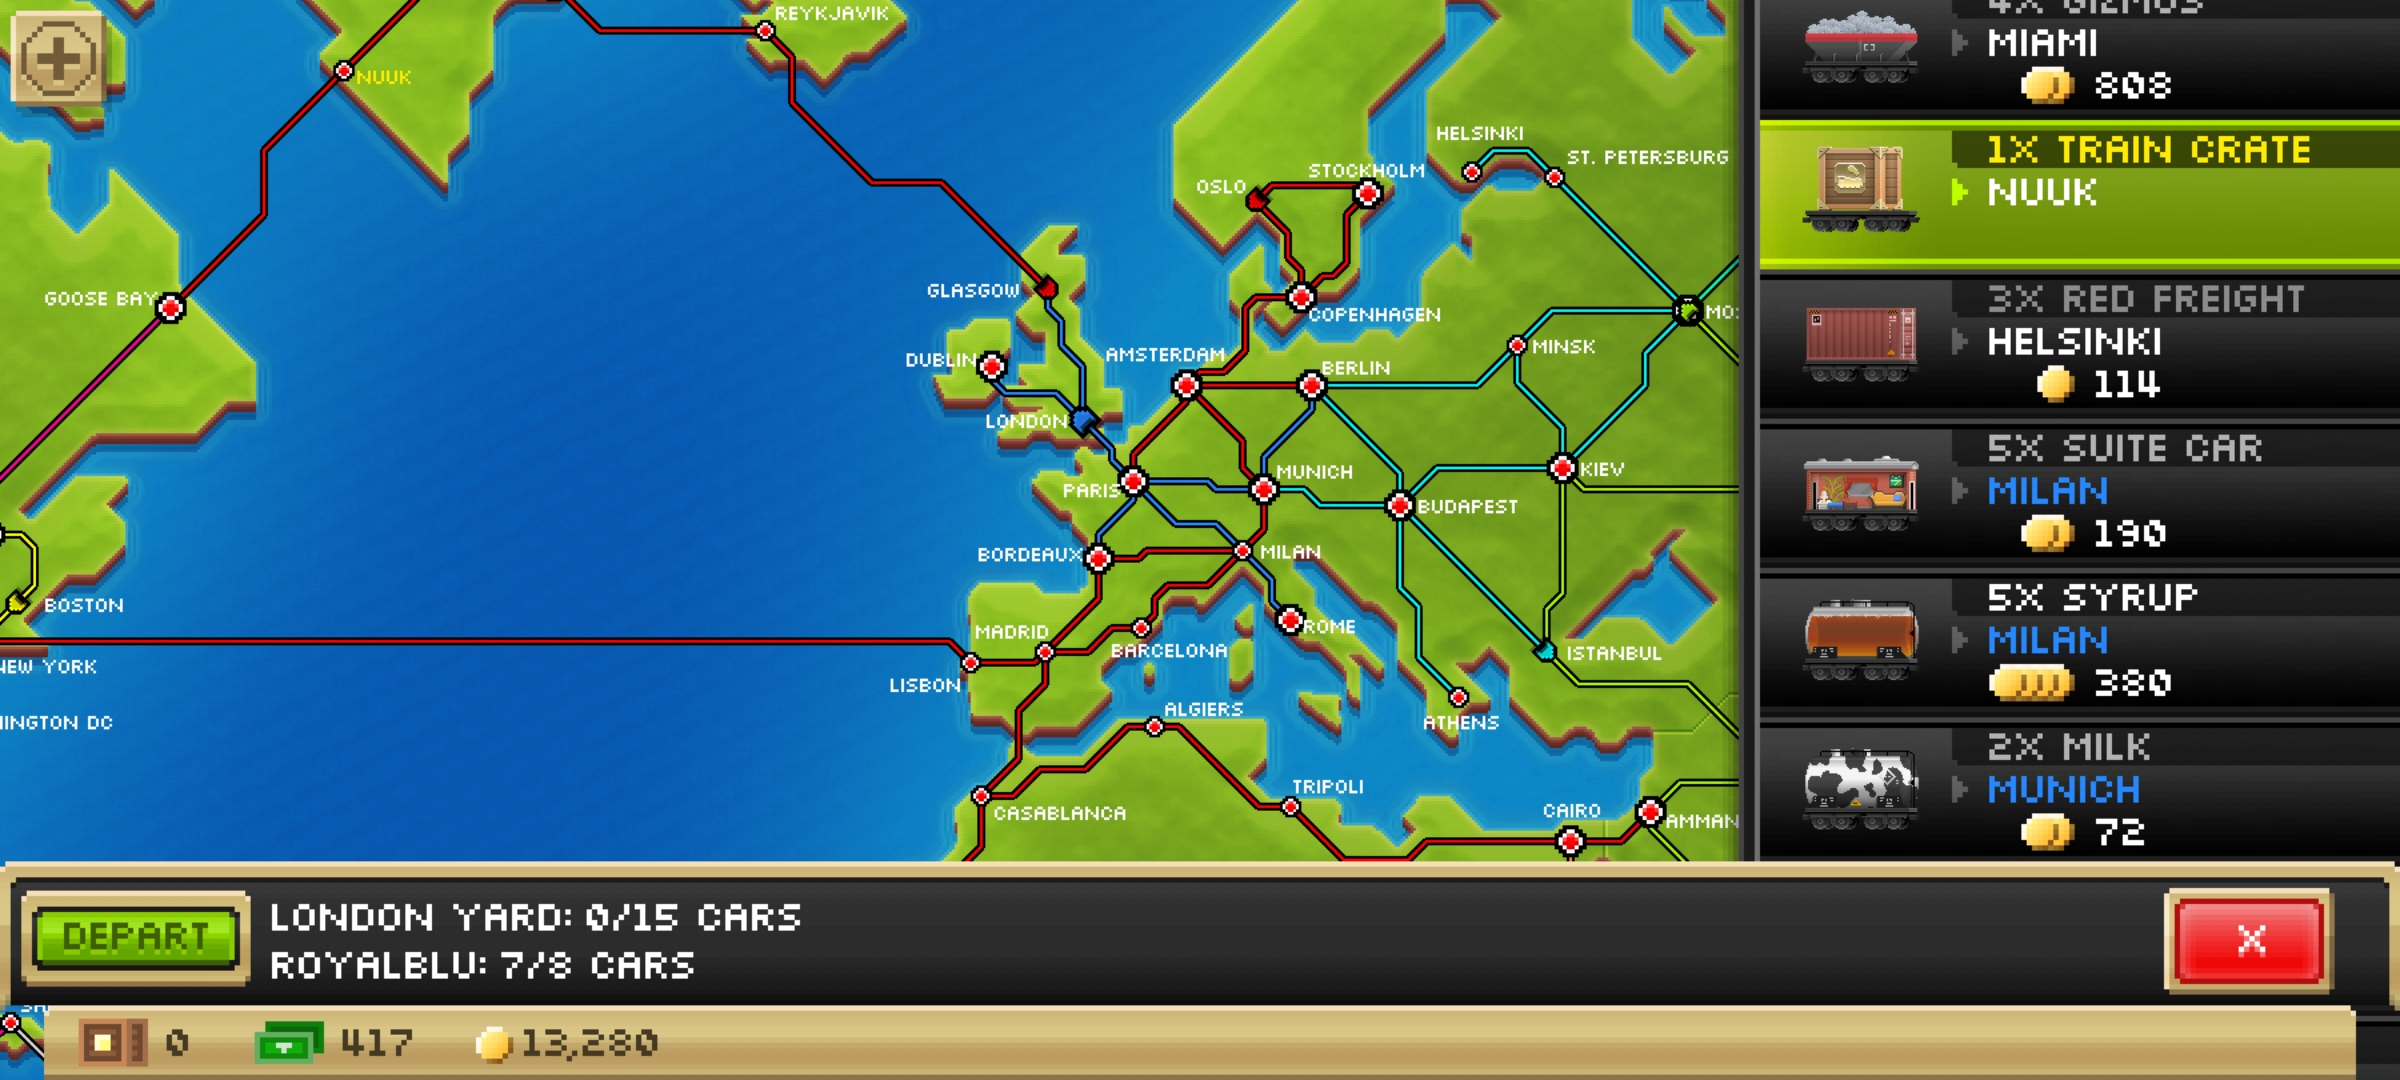 REYKJAVIK
NUUK
HELSINKI
ST. PETERSBURG
STOCKHOLM
OSLO
GLASGOW
GOOSE BAY
COPENHAGEN
MINSK
AMSTERDAM
DUBLIN
BERLIN
LONDON
MUNICH
KIEV
PARIS
BUDAPEST
BORDEAUX
MILAN
BOSTON
MADRID
ROME
BARCELONA
ISTANBUL
NEW YORK
LISBON
ALGIERS
ATHENS
INGTON DC
TRIPOLI
CASABLANCA
CAIRO
AMMAN
4X GIZMOS
MIAMI
808
1X TRAIN CRATE
NUUK
3X RED FREIGHT
HELSINKI
114
5X SUITE CAR
MILAN
190
5X SYRUP
MILAN
380
2X MILK
MUNICH
72
DEPART
LONDON YARD: 0/15 CARS
ROYALBLU: 7/8 CARS
X
0
417
13,280